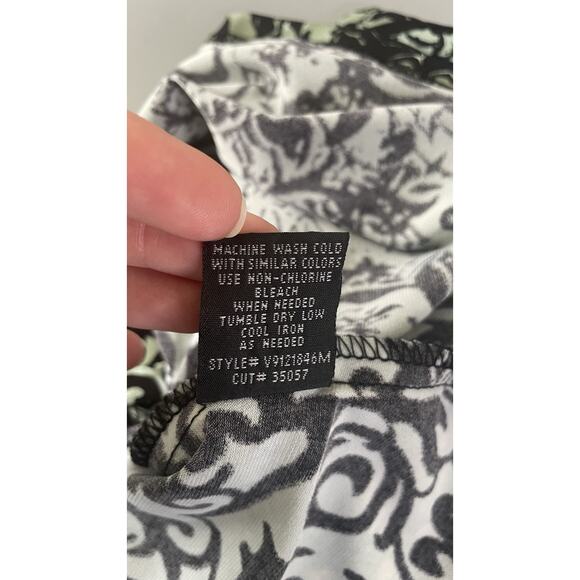 MACHINE WASH COLD
WITH SIMILAR COLORS
USE NON-CHLORINE
BLEACH
WHEN NEEDED
TUMBLE DRY LOW
COOL IRON
AS NEEDED
STYLE# V9121846M
CUT# 35057